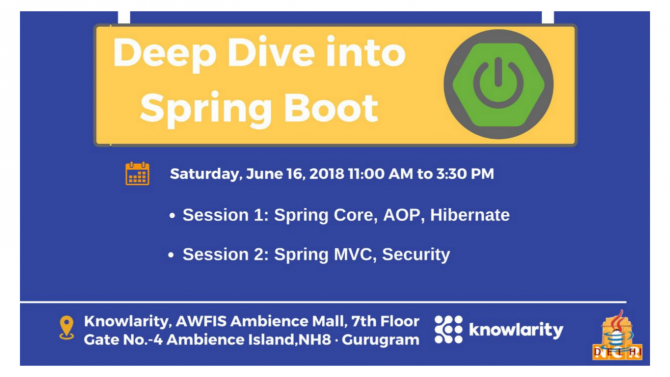 Deep Dive into
Spring Boot
Saturday, June 16, 2018 11:00 AM to 3:30 PM
• Session 1: Spring Core, AOP, Hibernate
• Session 2: Spring MVC, Security
Knowlarity, AWFIS Ambience Mall, 7th Floor
Gate No.-4 Ambience Island,NH8 · Gurugram
knowlarity
DELHI